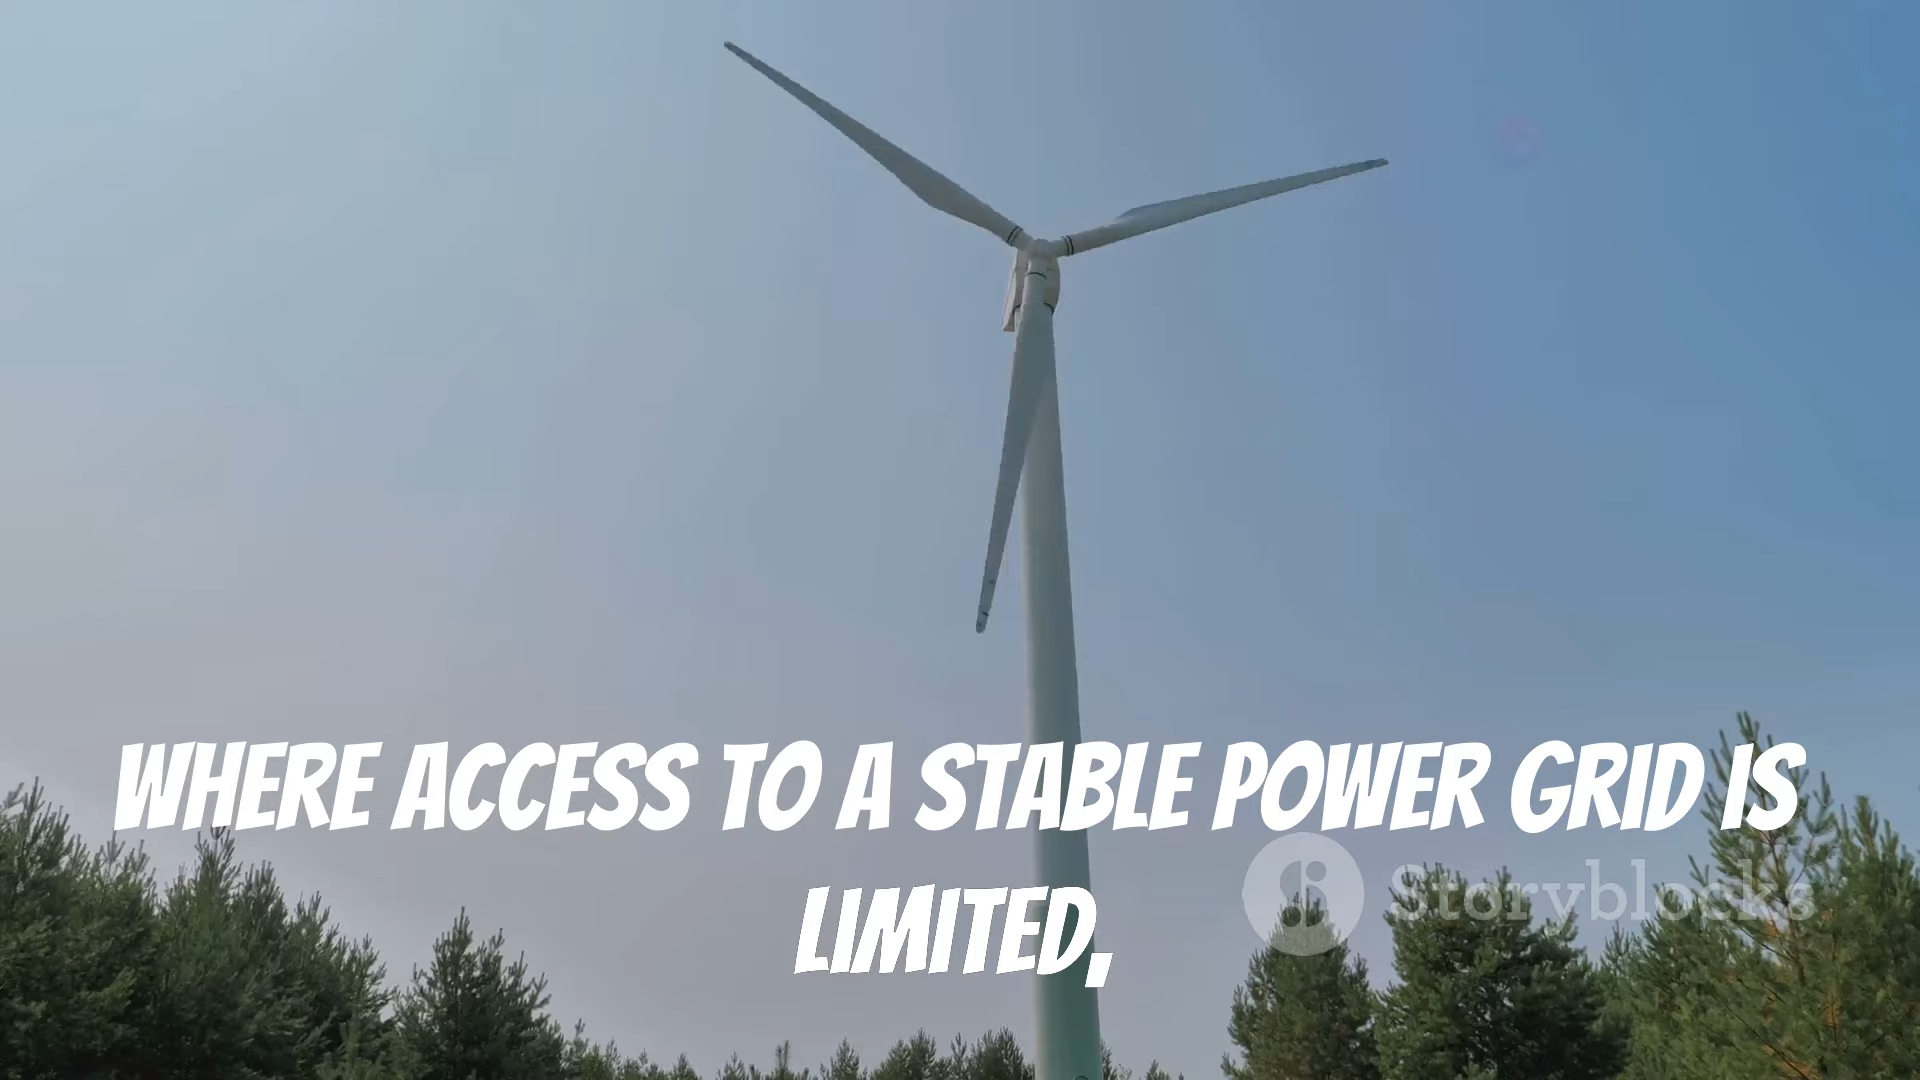 WHERE ACCESS TO A STABLE POWER GRID IS
LIMITED,
Storyblocks